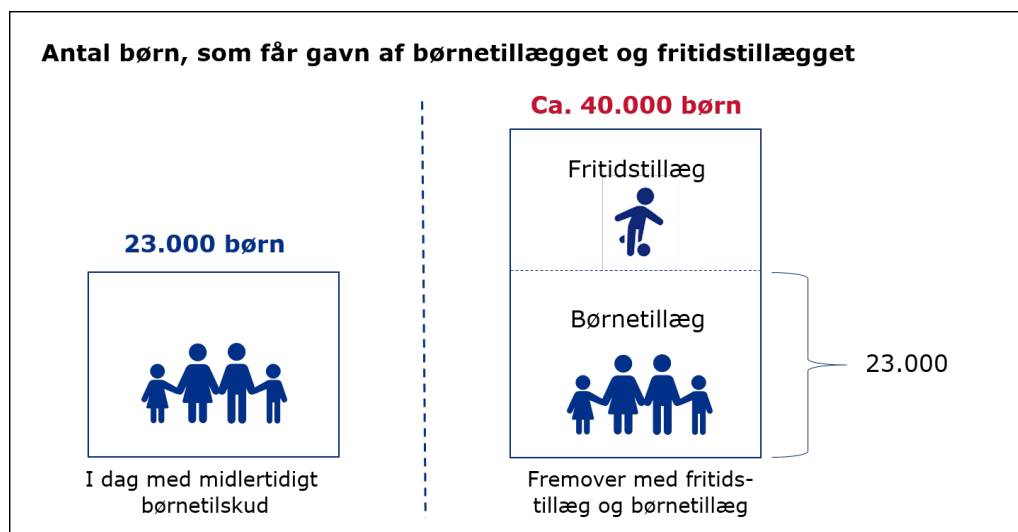 Antal børn, som får gavn af børnetillægget og fritidstillægget
23.000 børn
I dag med midlertidigt
børnetilskud
Ca. 40.000 børn
Fritidstillæg
Børnetillæg
23.000
Fremover med fritids-
tillæg og børnetillæg